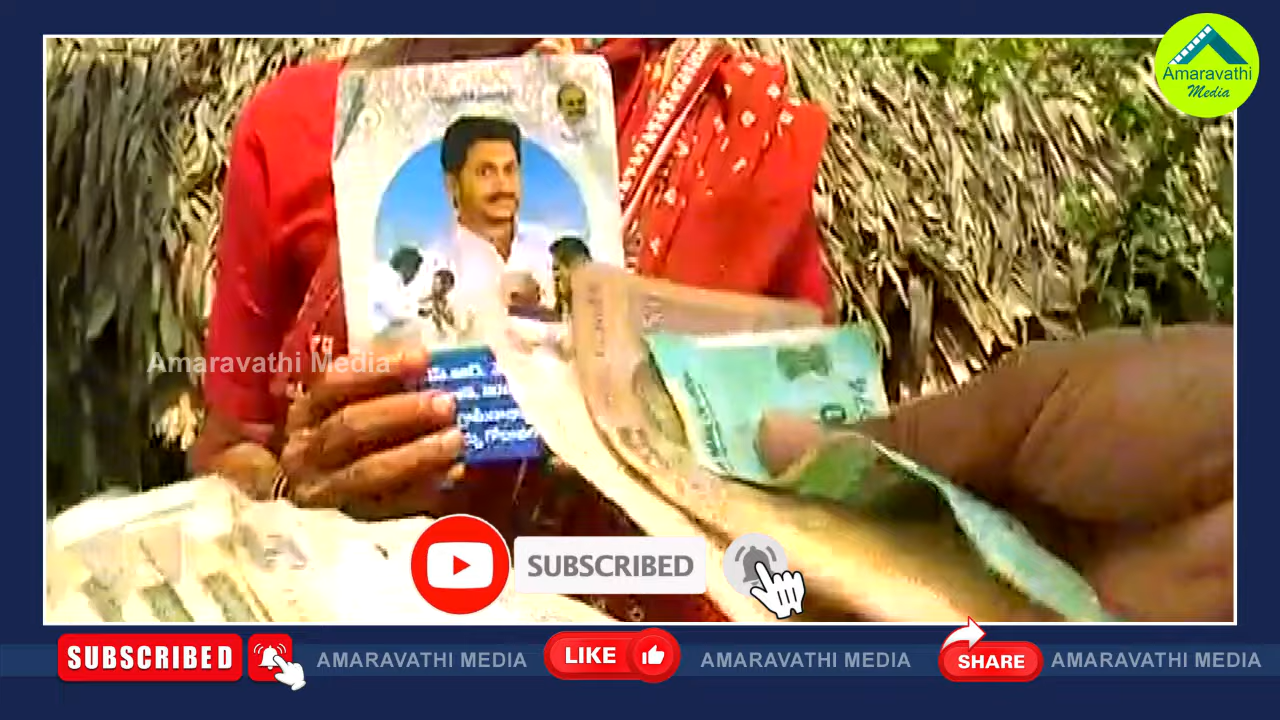 Amaravathi
Media
Amaravathi Media
SUBSCRIBED
SUBSCRIBED
AMARAVATHI MEDIA
LIKE
AMARAVATHI MEDIA
SHARE
AMARAVATHI MEDIA